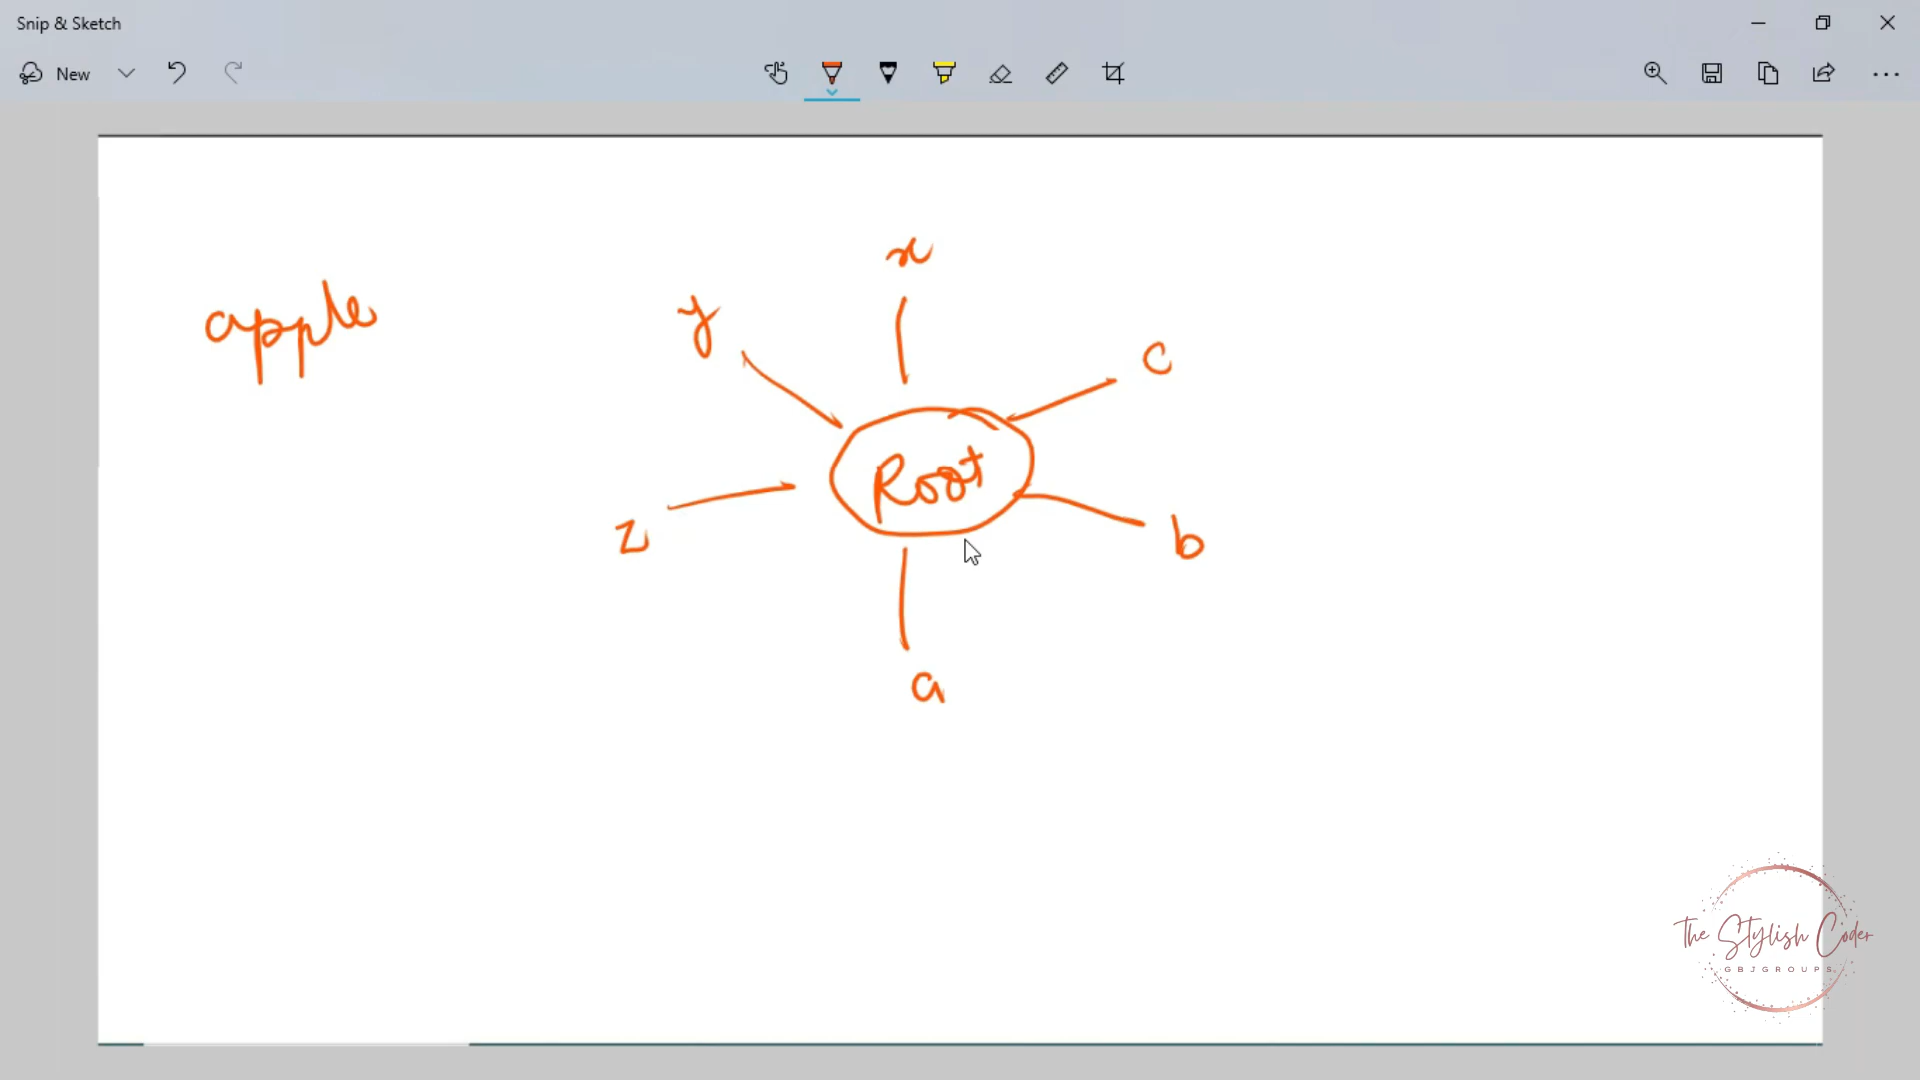 Snip & Sketch
New
x
y
apple
c
Root
z
b
a
The Stylish Coder
GBJGROUPS